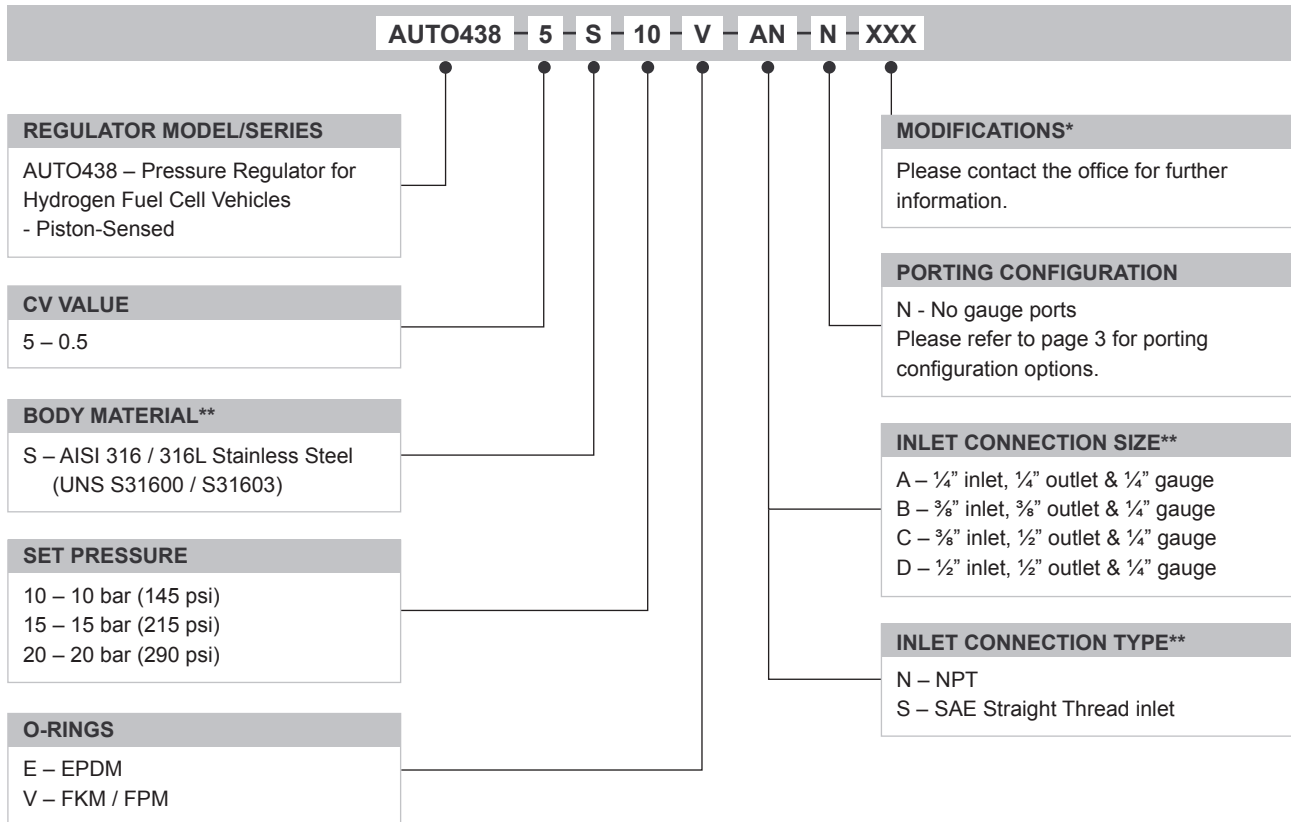 AUTO438 - 5 - S - 10 - V - AN - N - XXX
REGULATOR MODEL/SERIES
AUTO438 – Pressure Regulator for
Hydrogen Fuel Cell Vehicles
- Piston-Sensed
CV VALUE
5 – 0.5
BODY MATERIAL**
S – AISI 316 / 316L Stainless Steel
(UNS S31600 / S31603)
SET PRESSURE
10 – 10 bar (145 psi)
15 – 15 bar (215 psi)
20 – 20 bar (290 psi)
O-RINGS
E – EPDM
V – FKM / FPM
MODIFICATIONS*
Please contact the office for further
information.
PORTING CONFIGURATION
N - No gauge ports
Please refer to page 3 for porting
configuration options.
INLET CONNECTION SIZE**
A – ¼” inlet, ¼” outlet & ¼” gauge
B – ⅜” inlet, ⅜” outlet & ¼” gauge
C – ⅜” inlet, ½” outlet & ¼” gauge
D – ½” inlet, ½” outlet & ¼” gauge
INLET CONNECTION TYPE**
N – NPT
S – SAE Straight Thread inlet